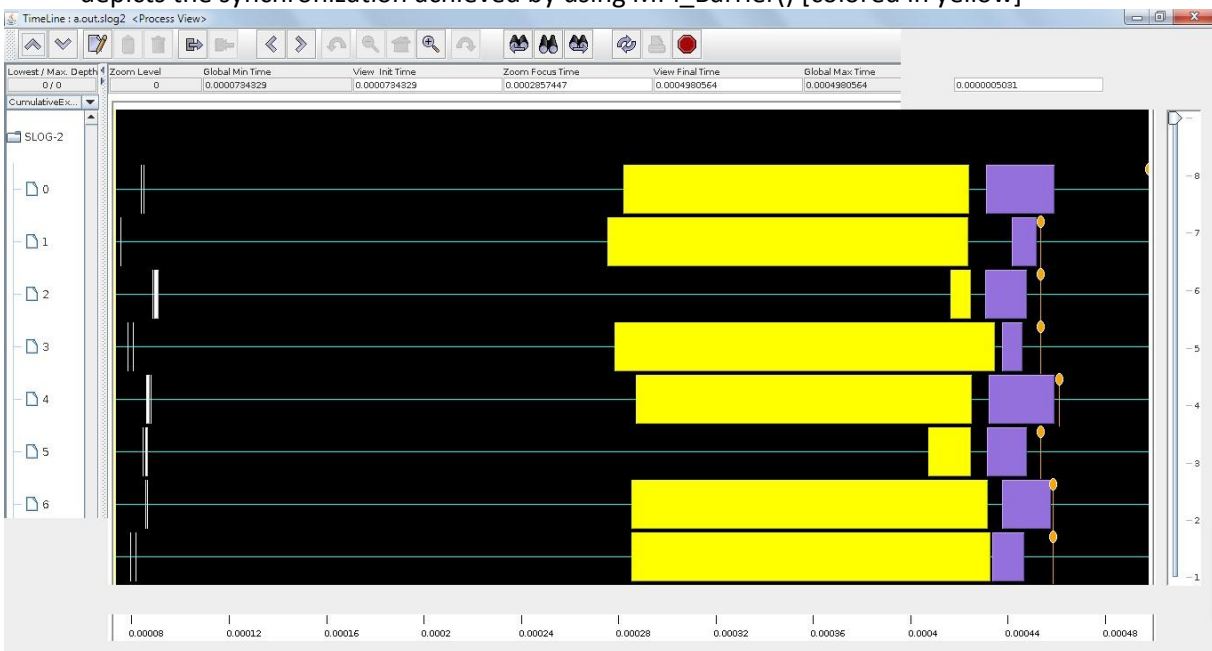 depicts the synchronization achieved by using MPI_Barrier() [colored in yellow]
TimeLine : a.out.slog2 <Process View>
Lowest / Max. Depth Zoom Level Global Min Time View Init Time Zoom Focus Time View Final Time Global Max Time
0 / 0 0 0.0000734329 0.0000734329 0.0002857447 0.0004980564 0.0004980564 0.0000005031
CumulativeEx...
SLOG-2
0
1
2
3
4
5
6
8
7
6
5
4
3
2
1
0.00008 0.00012 0.00016 0.0002 0.00024 0.00028 0.00032 0.00036 0.0004 0.00044 0.00048